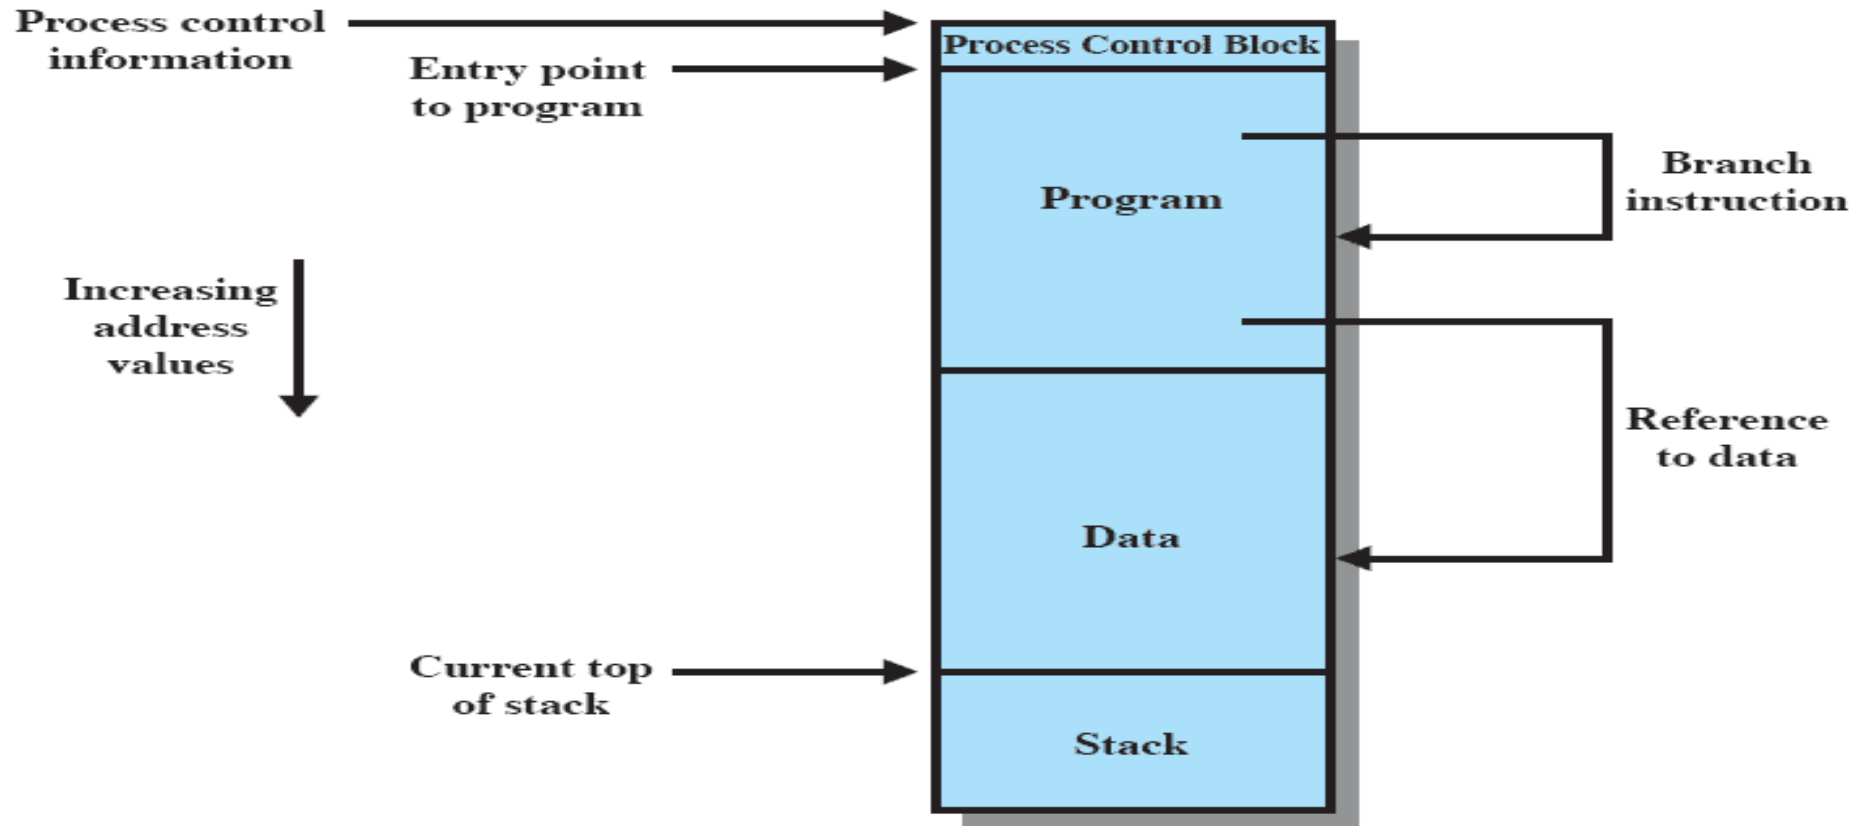 Process control
information
Process Control Block
Entry point
to program
Branch
instruction
Program
Increasing
address
values
Reference
to data
Data
Current top
of stack
Stack